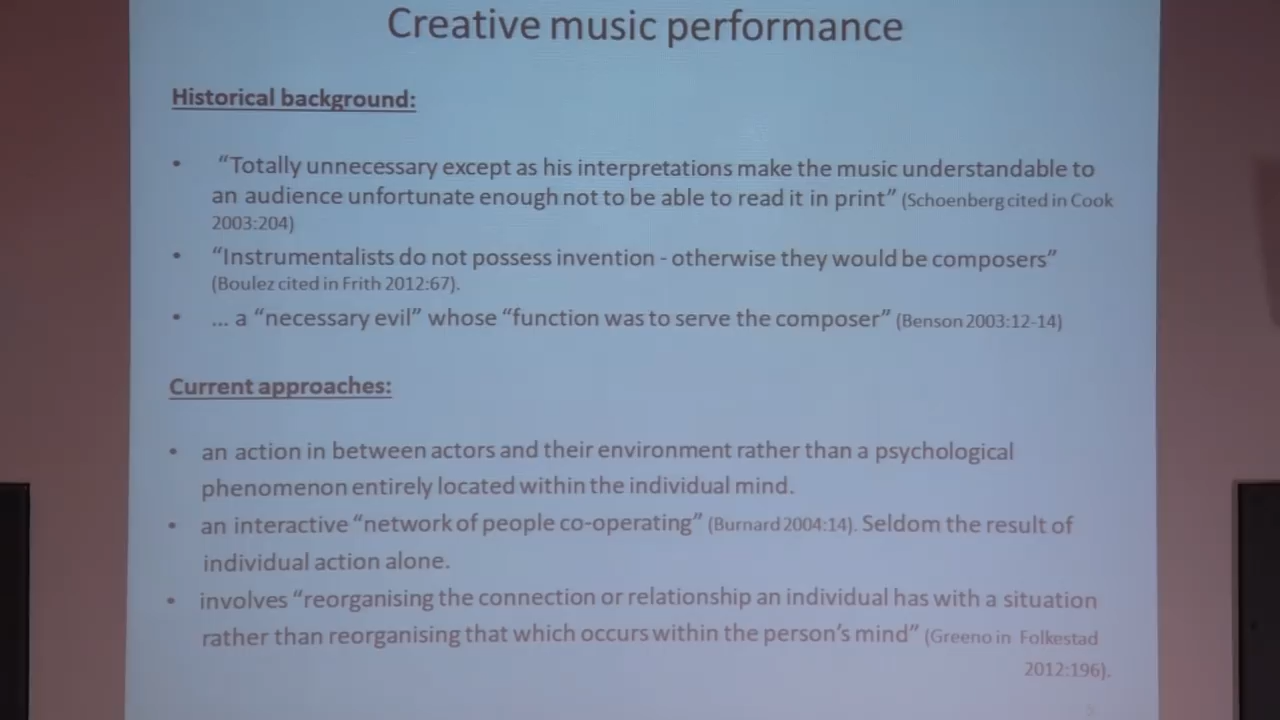 Creative music performance
Historical background:
• “Totally unnecessary except as his interpretations make the music understandable to
an audience unfortunate enough not to be able to read it in print” (Schoenberg cited in Cook
2003:204)
• “Instrumentalists do not possess invention - otherwise they would be composers”
(Boulez cited in Frith 2012:67).
• ... a “necessary evil” whose “function was to serve the composer” (Benson 2003:12-14)
Current approaches:
• an action in between actors and their environment rather than a psychological
phenomenon entirely located within the individual mind.
• an interactive “network of people co-operating” (Burnard 2004:14). Seldom the result of
individual action alone.
• involves “reorganising the connection or relationship an individual has with a situation
rather than reorganising that which occurs within the person’s mind” (Greeno in Folkestad
2012:196).